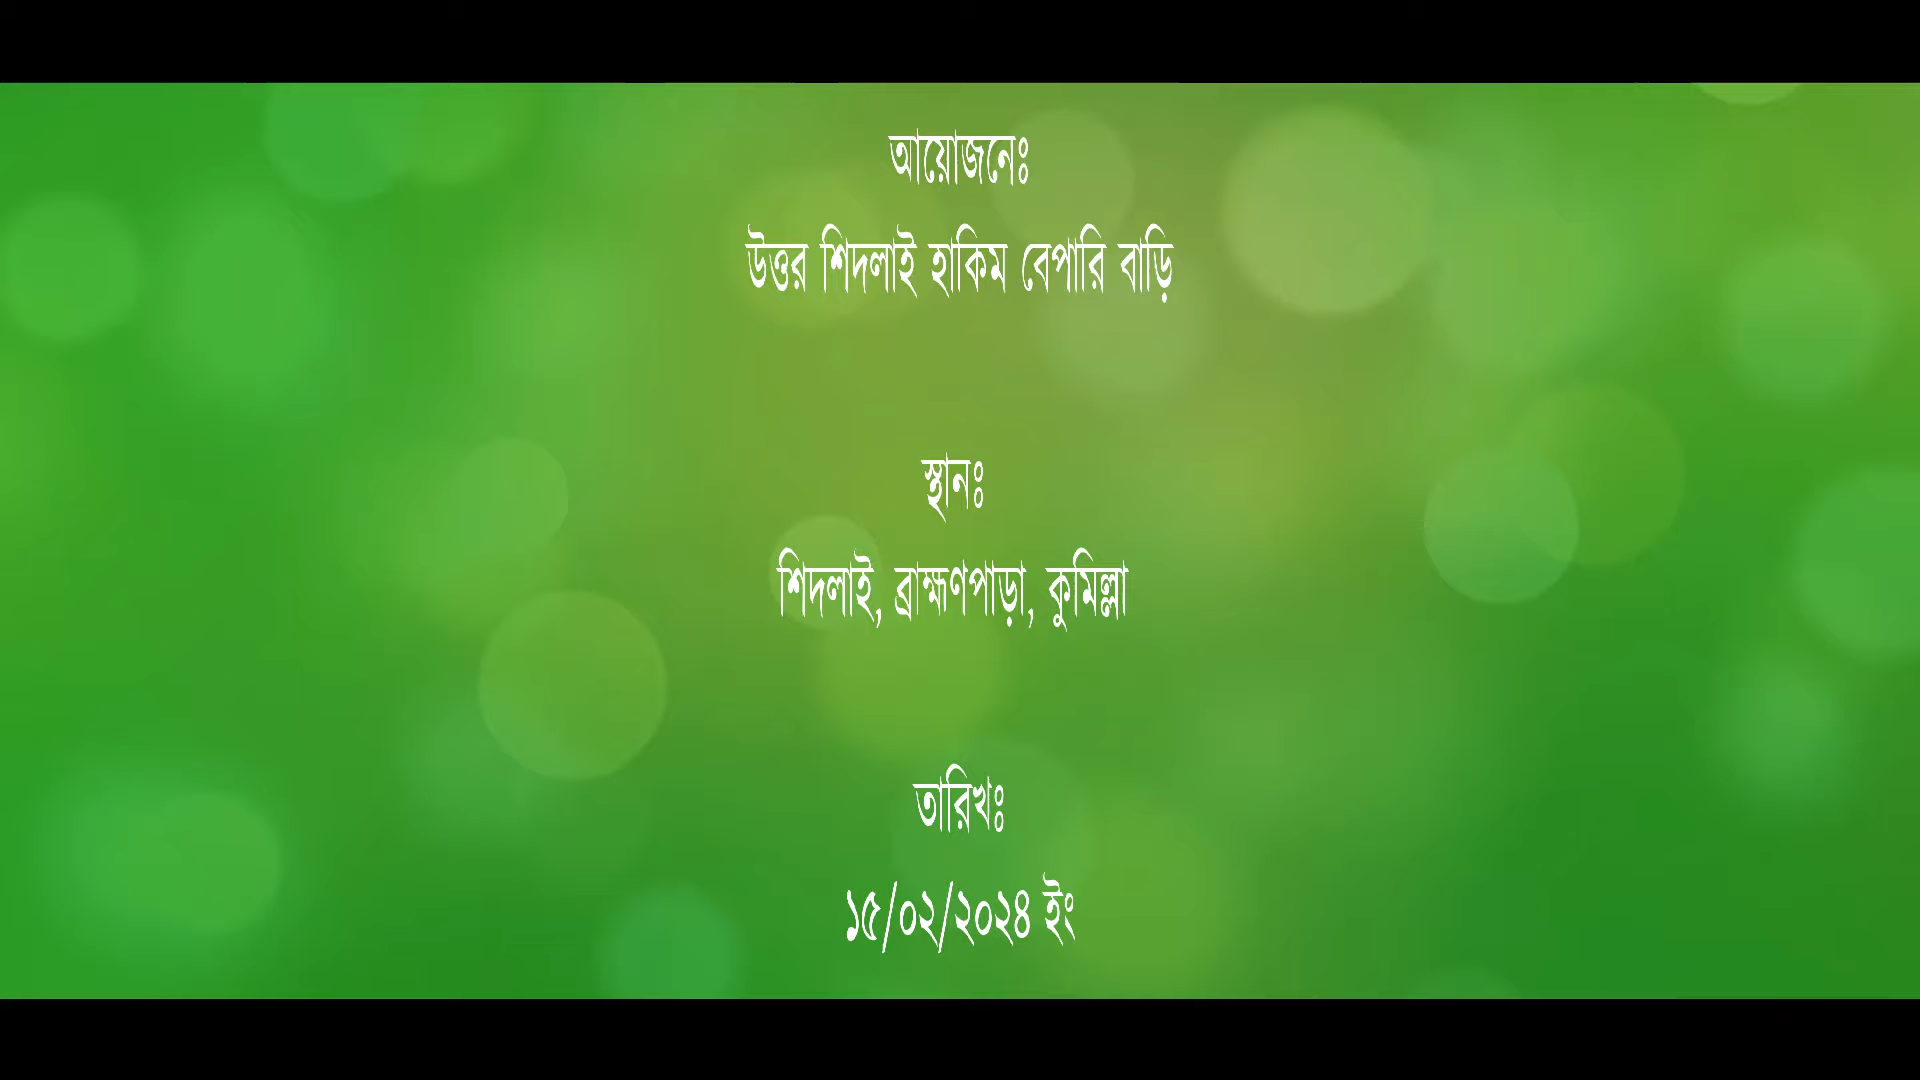 আয়োজনেঃ
উত্তর শিদলাই হাকিম বেপারি বাড়ি
স্থানঃ
শিদলাই, ব্রাহ্মণপাড়া, কুমিল্লা
তারিখঃ
১৫/০২/২০২৪ ইং